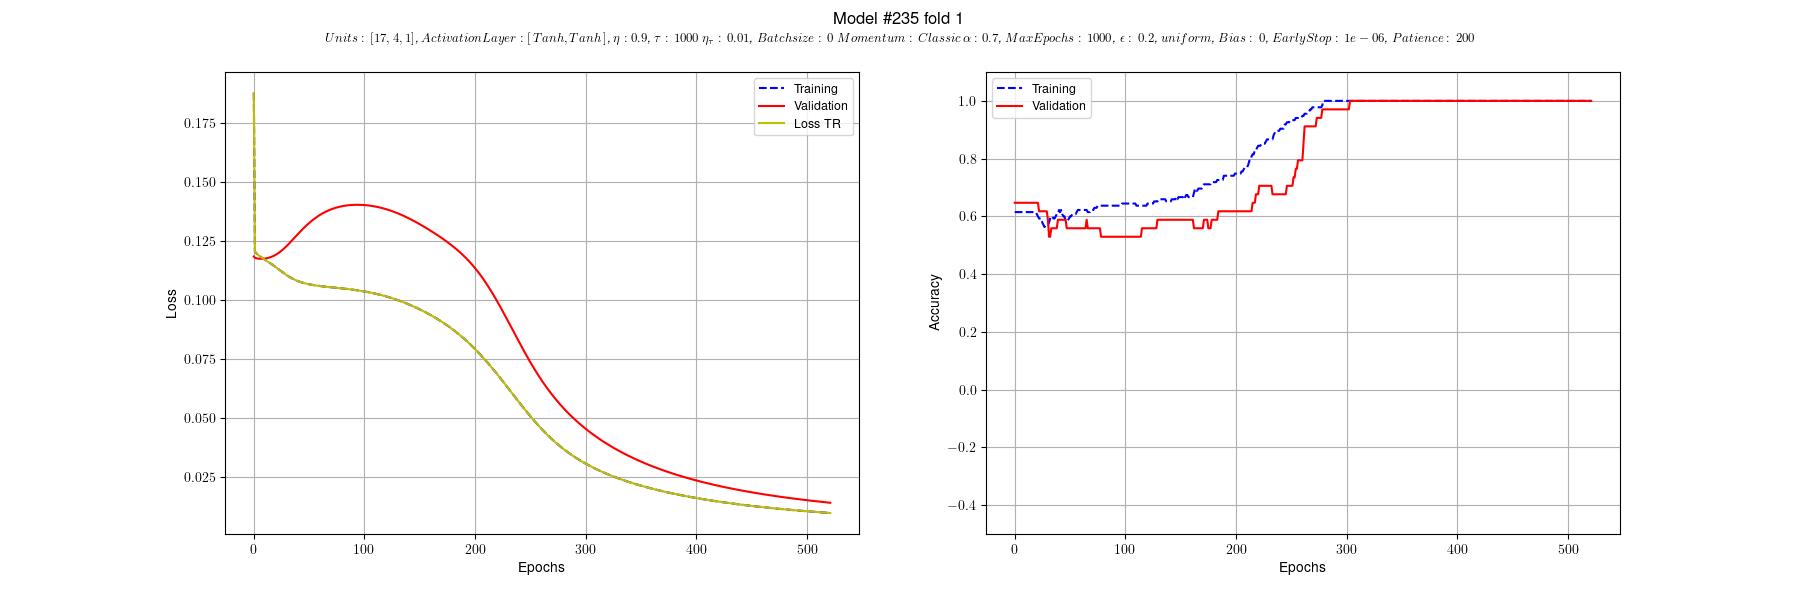 Model #235 fold 1
Units : [17, 4, 1], ActivationLayer : [Tanh, Tanh], η : 0.9, τ : 1000 ητ : 0.01, Batchsize : 0 Momentum : Classic α : 0.7, MaxEpochs : 1000, ϵ : 0.2, uniform, Bias : 0, EarlyStop : 1e − 06, Patience : 200
Training
Validation
Loss TR
0.175
0.150
0.125
0.100
0.075
0.050
0.025
Loss
0 100 200 300 400 500
Epochs
Training
Validation
1.0
0.8
0.6
0.4
0.2
0.0
−0.2
−0.4
Accuracy
0 100 200 300 400 500
Epochs